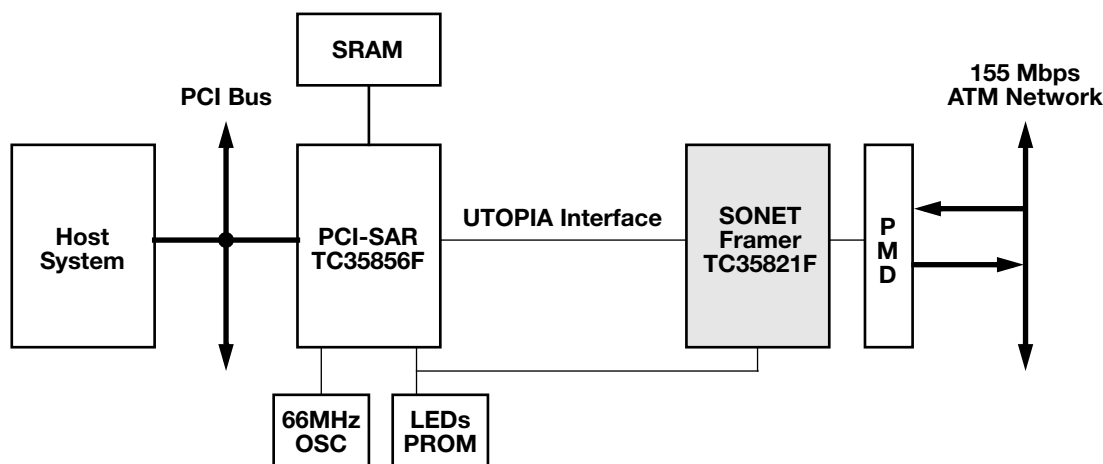 SRAM
PCI Bus
155 Mbps
ATM Network
Host
System
PCI-SAR
TC35856F
UTOPIA Interface
SONET
Framer
TC35821F
P
M
D
66MHz
OSC
LEDs
PROM